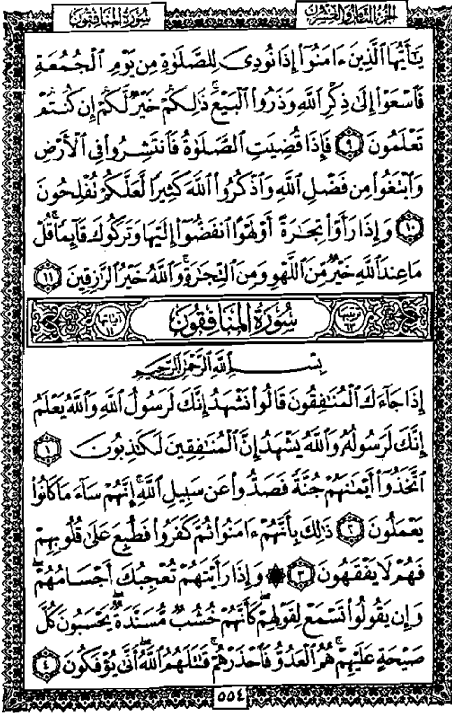 الجزء الثامن والعشرون
سورة المنافقون
يَٰٓأَيُّهَا ٱلَّذِينَ ءَامَنُوٓا۟ إِذَا نُودِىَ لِلصَّلَوٰةِ مِن يَوْمِ ٱلْجُمُعَةِ
فَٱسْعَوْا۟ إِلَىٰ ذِكْرِ ٱللَّهِ وَذَرُوا۟ ٱلْبَيْعَ ۚ ذَٰلِكُمْ خَيْرٌ لَّكُمْ إِن كُنتُمْ
تَعْلَمُونَ ٩ فَإِذَا قُضِيَتِ ٱلصَّلَوٰةُ فَٱنتَشِرُوا۟ فِى ٱلْأَرْضِ
وَٱبْتَغُوا۟ مِن فَضْلِ ٱللَّهِ وَٱذْكُرُوا۟ ٱللَّهَ كَثِيرًا لَّعَلَّكُمْ تُفْلِحُونَ
١٠ وَإِذَا رَأَوْا۟ تِجَٰرَةً أَوْ لَهْوًا ٱنفَضُّوٓا۟ إِلَيْهَا وَتَرَكُوكَ قَآئِمًا ۚ قُلْ
مَا عِندَ ٱللَّهِ خَيْرٌ مِّنَ ٱللَّهْوِ وَمِنَ ٱلتِّجَٰرَةِ ۚ وَٱللَّهُ خَيْرُ ٱلرَّٰزِقِينَ ١١
ترتيبها ٦٣ سُورَةُ المُنَافِقُونَ آياتها ١١
بِسْمِ ٱللَّهِ ٱلرَّحْمَٰنِ ٱلرَّحِيمِ
إِذَا جَآءَكَ ٱلْمُنَٰفِقُونَ قَالُوا۟ نَشْهَدُ إِنَّكَ لَرَسُولُ ٱللَّهِ ۗ وَٱللَّهُ يَعْلَمُ
إِنَّكَ لَرَسُولُهُۥ وَٱللَّهُ يَشْهَدُ إِنَّ ٱلْمُنَٰفِقِينَ لَكَٰذِبُونَ ١
ٱتَّخَذُوٓا۟ أَيْمَٰنَهُمْ جُنَّةً فَصَدُّوا۟ عَن سَبِيلِ ٱللَّهِ ۚ إِنَّهُمْ سَآءَ مَا كَانُوا۟
يَعْمَلُونَ ٢ ذَٰلِكَ بِأَنَّهُمْ ءَامَنُوا۟ ثُمَّ كَفَرُوا۟ فَطُبِعَ عَلَىٰ قُلُوبِهِمْ
فَهُمْ لَا يَفْقَهُونَ ٣ ۞ وَإِذَا رَأَيْتَهُمْ تُعْجِبُكَ أَجْسَامُهُمْ ۖ
وَإِن يَقُولُوا۟ تَسْمَعْ لِقَوْلِهِمْ ۖ كَأَنَّهُمْ خُشُبٌ مُّسَنَّدَةٌ ۖ يَحْسَبُونَ كُلَّ
صَيْحَةٍ عَلَيْهِمْ ۚ هُمُ ٱلْعَدُوُّ فَٱحْذَرْهُمْ ۚ قَٰتَلَهُمُ ٱللَّهُ ۖ أَنَّىٰ يُؤْفَكُونَ ٤
٥٥٤